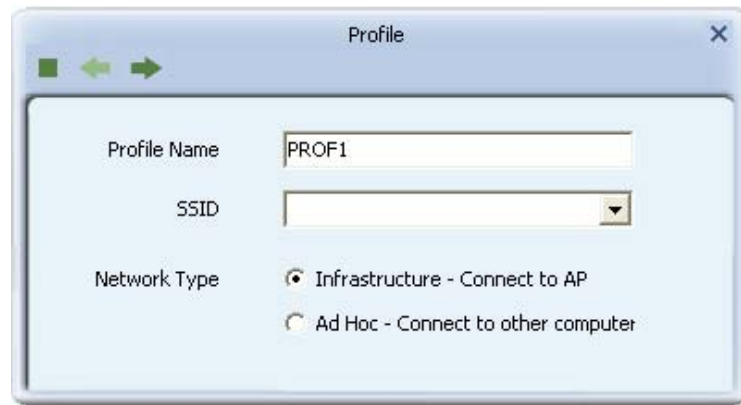 Profile
Profile Name PROF1
SSID
Network Type Infrastructure - Connect to AP
Ad Hoc - Connect to other computer